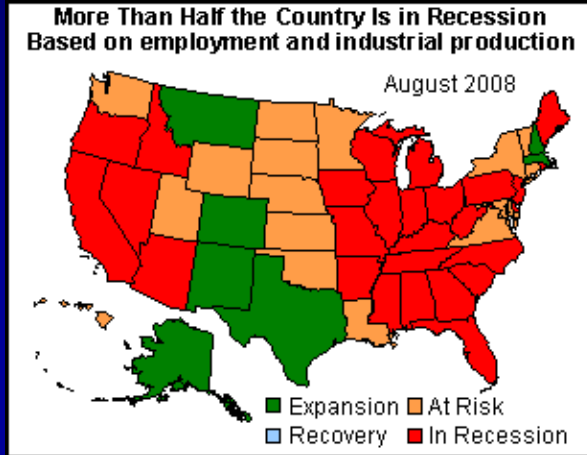 More Than Half the Country Is in Recession
Based on employment and industrial production
August 2008
Expansion
At Risk
Recovery
In Recession